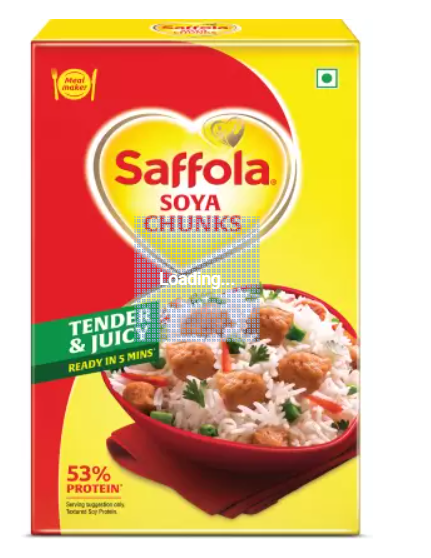 Meal
maker
Saffola
SOYA
CHUNKS
Loading...
TENDER
& JUICY
READY IN 5 MINS*
53%
PROTEIN*
Serving suggestion only.
Textured Soy Protein.